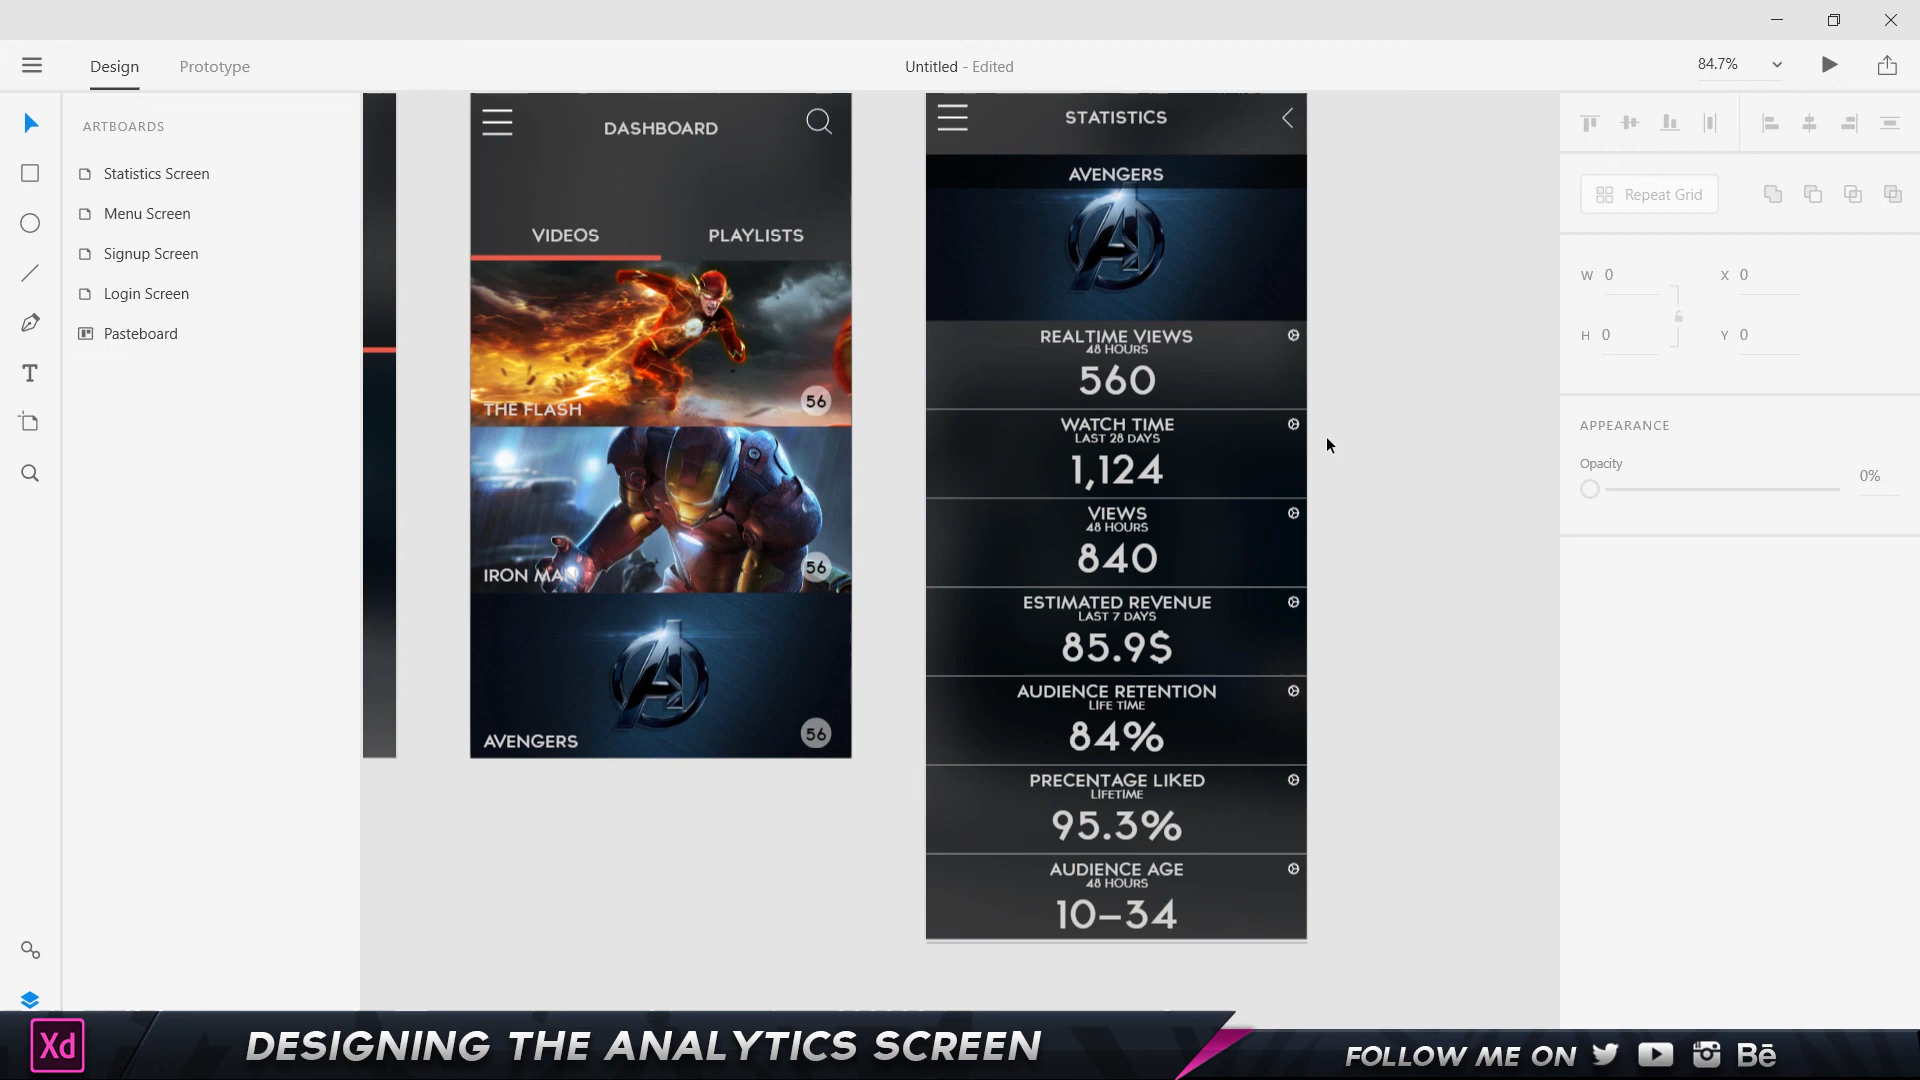 Design
Prototype
Untitled - Edited
84.7%
ARTBOARDS
Statistics Screen
Menu Screen
Signup Screen
Login Screen
Pasteboard
DASHBOARD
VIDEOS
PLAYLISTS
THE FLASH
56
IRON MAN
56
AVENGERS
56
STATISTICS
AVENGERS
REALTIME VIEWS
48 HOURS
560
WATCH TIME
LAST 28 DAYS
1,124
VIEWS
48 HOURS
840
ESTIMATED REVENUE
LAST 7 DAYS
85.9$
AUDIENCE RETENTION
LIFE TIME
84%
PRECENTAGE LIKED
LIFETIME
95.3%
AUDIENCE AGE
48 HOURS
10–34
Repeat Grid
W 0
X 0
H 0
Y 0
APPEARANCE
Opacity
0%
Xd
DESIGNING THE ANALYTICS SCREEN
FOLLOW ME ON
Bē